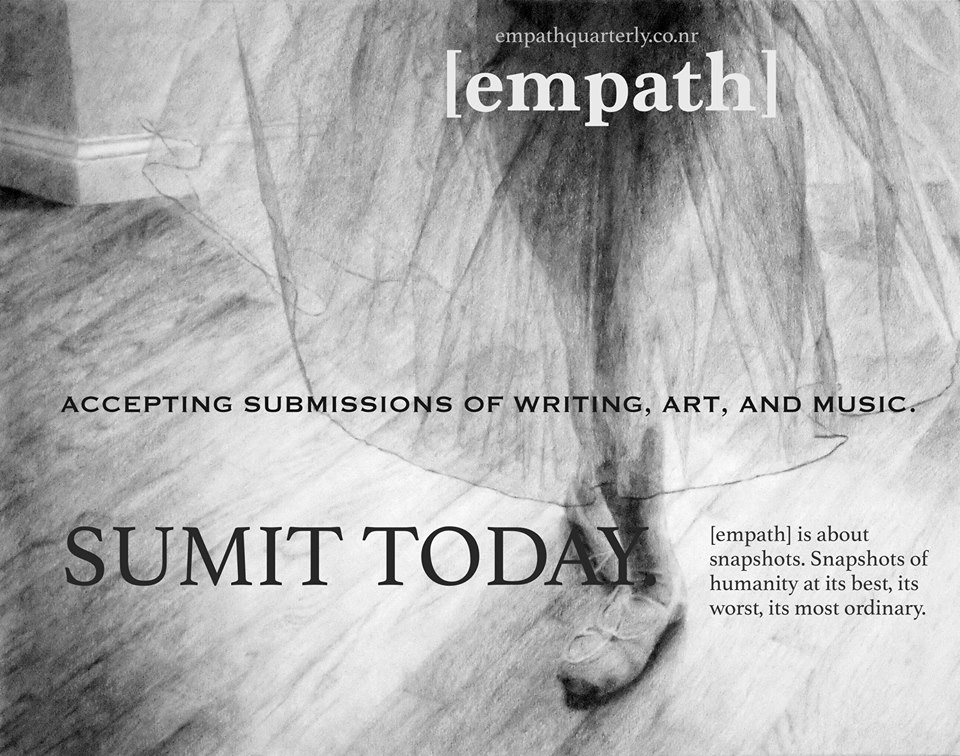 empathquarterly.co.nr
[empath]
ACCEPTING SUBMISSIONS OF WRITING, ART, AND MUSIC.
SUMIT TODAY.
[empath] is about
snapshots. Snapshots of
humanity at its best, its
worst, its most ordinary.